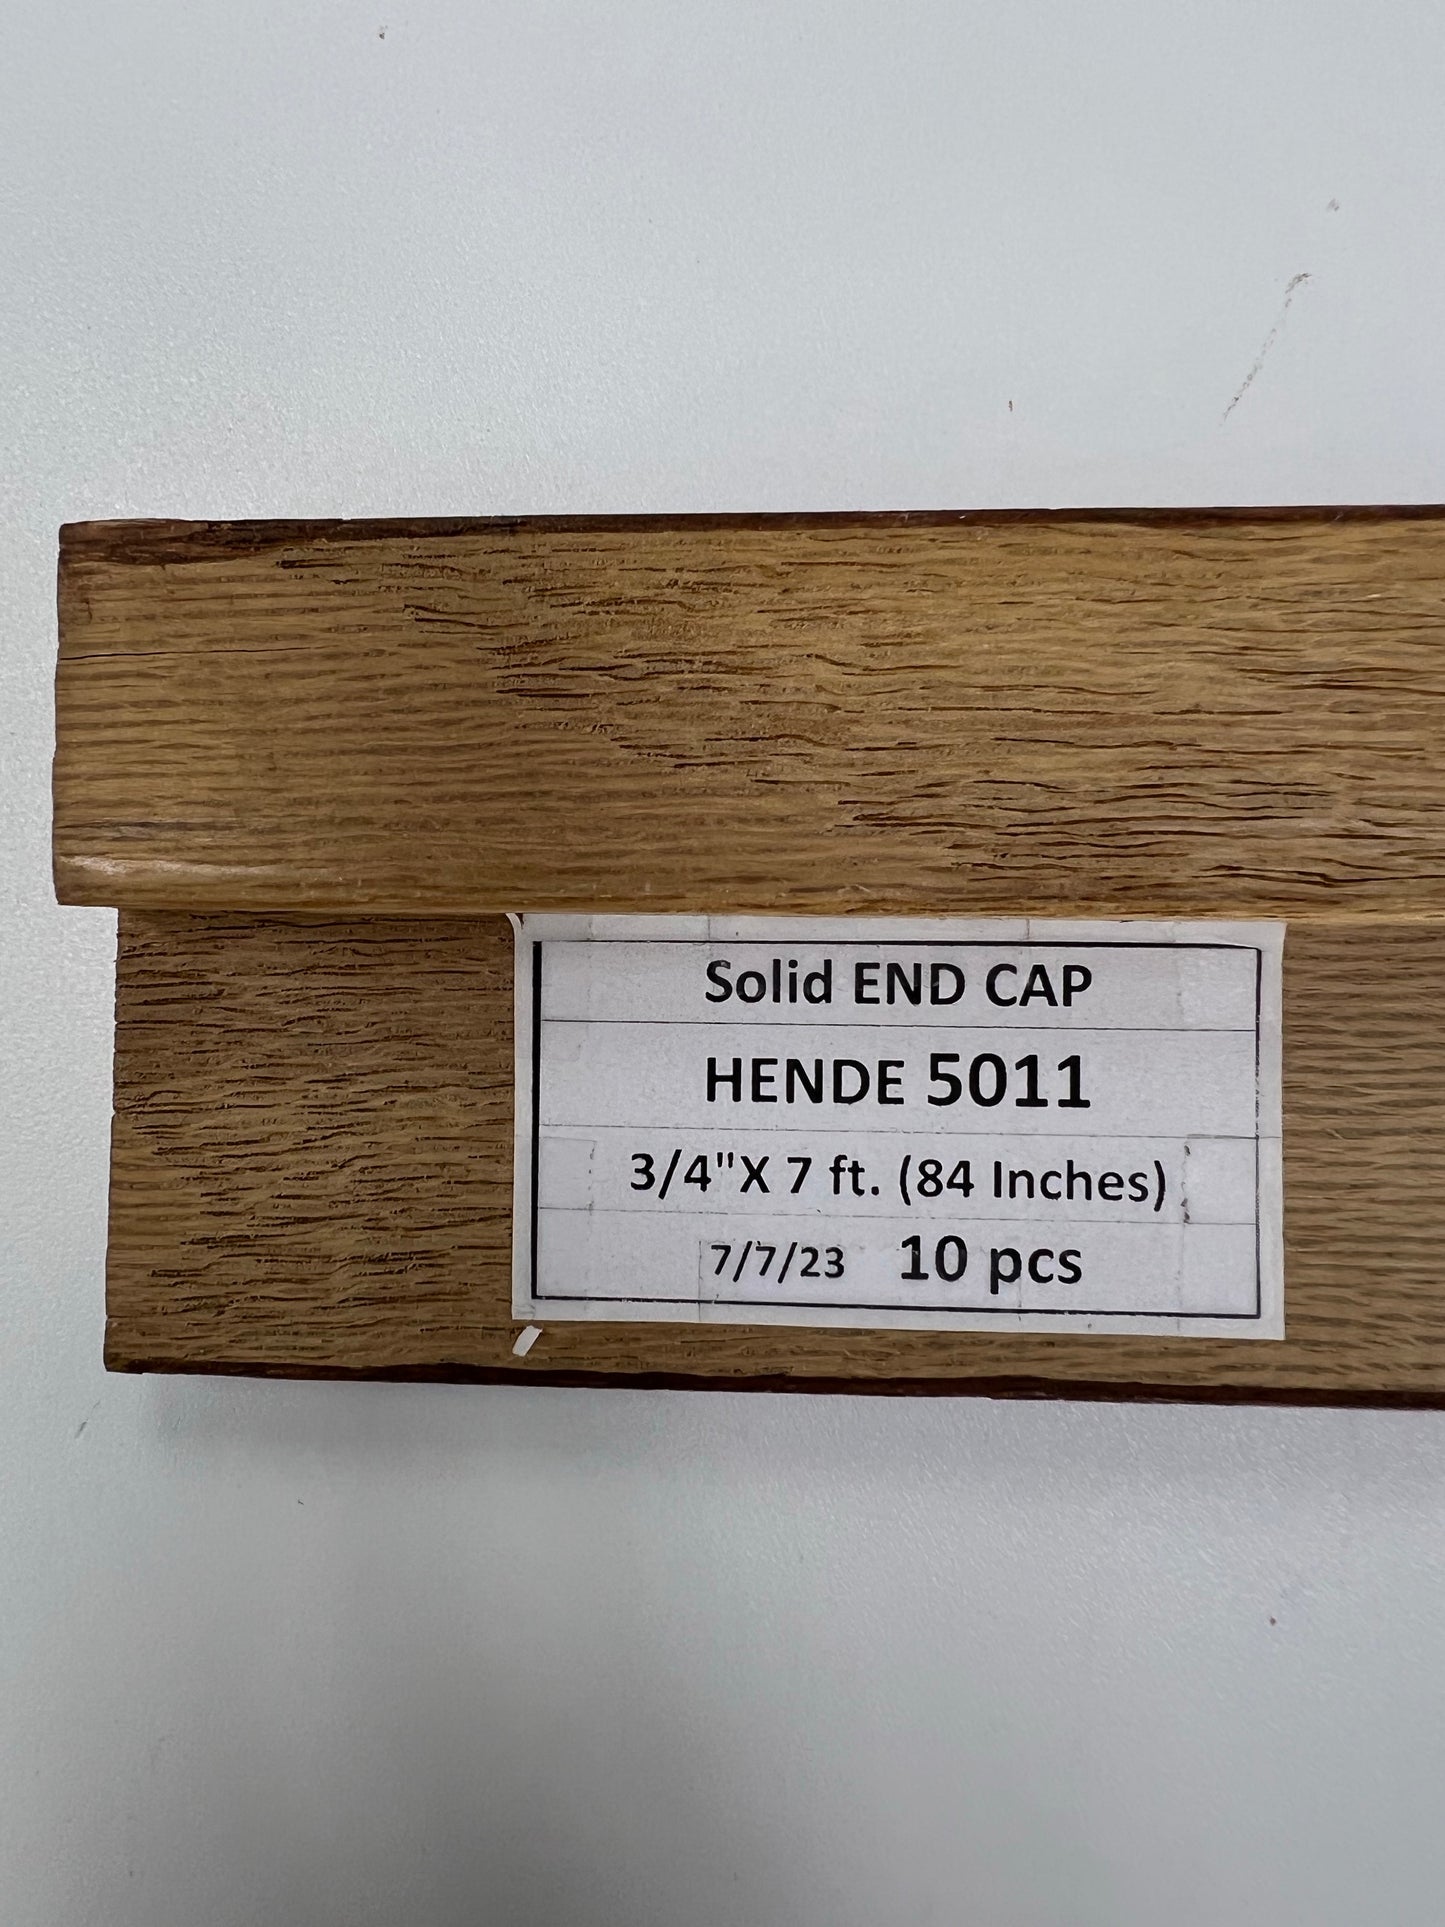 Solid END CAP
HENDE 5011
3/4"X 7 ft. (84 Inches)
7/7/23 10 pcs